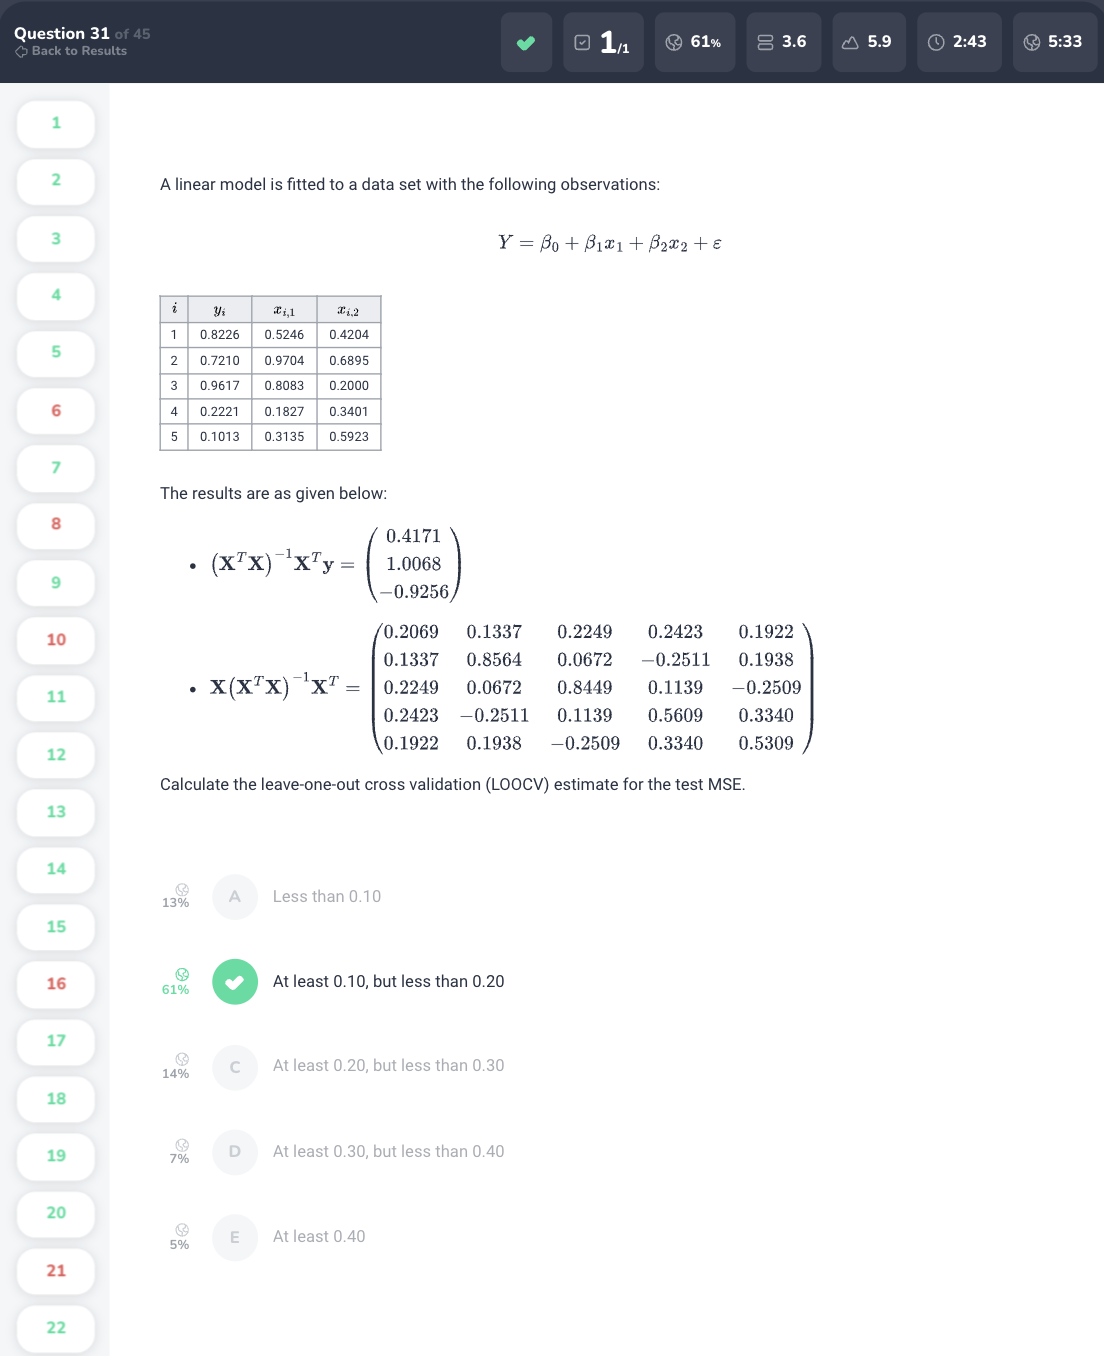 Question 31 of 45
Back to Results
1/1
61%
3.6
5.9
2:43
5:33
1
2
3
4
5
6
7
8
9
10
11
12
13
14
15
16
17
18
19
20
21
22
A linear model is fitted to a data set with the following observations:
Y = β₀ + β₁x₁ + β₂x₂ + ε
i yᵢ xᵢ,₁ xᵢ,₂
1 0.8226 0.5246 0.4204
2 0.7210 0.9704 0.6895
3 0.9617 0.8083 0.2000
4 0.2221 0.1827 0.3401
5 0.1013 0.3135 0.5923
The results are as given below:
• (XᵀX)⁻¹Xᵀy = (0.4171
1.0068
−0.9256)
• X(XᵀX)⁻¹Xᵀ = (0.2069 0.1337 0.2249 0.2423 0.1922
0.1337 0.8564 0.0672 −0.2511 0.1938
0.2249 0.0672 0.8449 0.1139 −0.2509
0.2423 −0.2511 0.1139 0.5609 0.3340
0.1922 0.1938 −0.2509 0.3340 0.5309)
Calculate the leave-one-out cross validation (LOOCV) estimate for the test MSE.
13% A Less than 0.10
61% At least 0.10, but less than 0.20
14% C At least 0.20, but less than 0.30
7% D At least 0.30, but less than 0.40
5% E At least 0.40